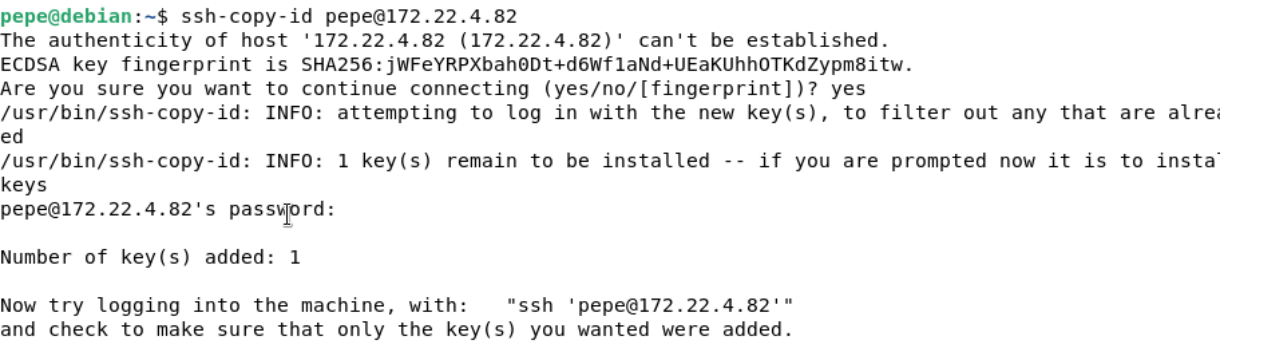 pepe@debian:~$ ssh-copy-id pepe@172.22.4.82
The authenticity of host '172.22.4.82 (172.22.4.82)' can't be established.
ECDSA key fingerprint is SHA256:jWFeYRPXbah0Dt+d6Wf1aNd+UEaKUhhOTKdZypm8itw.
Are you sure you want to continue connecting (yes/no/[fingerprint])? yes
/usr/bin/ssh-copy-id: INFO: attempting to log in with the new key(s), to filter out any that are alrea
ed
/usr/bin/ssh-copy-id: INFO: 1 key(s) remain to be installed -- if you are prompted now it is to insta
keys
pepe@172.22.4.82's password:
Number of key(s) added: 1
Now try logging into the machine, with:   "ssh 'pepe@172.22.4.82'"
and check to make sure that only the key(s) you wanted were added.